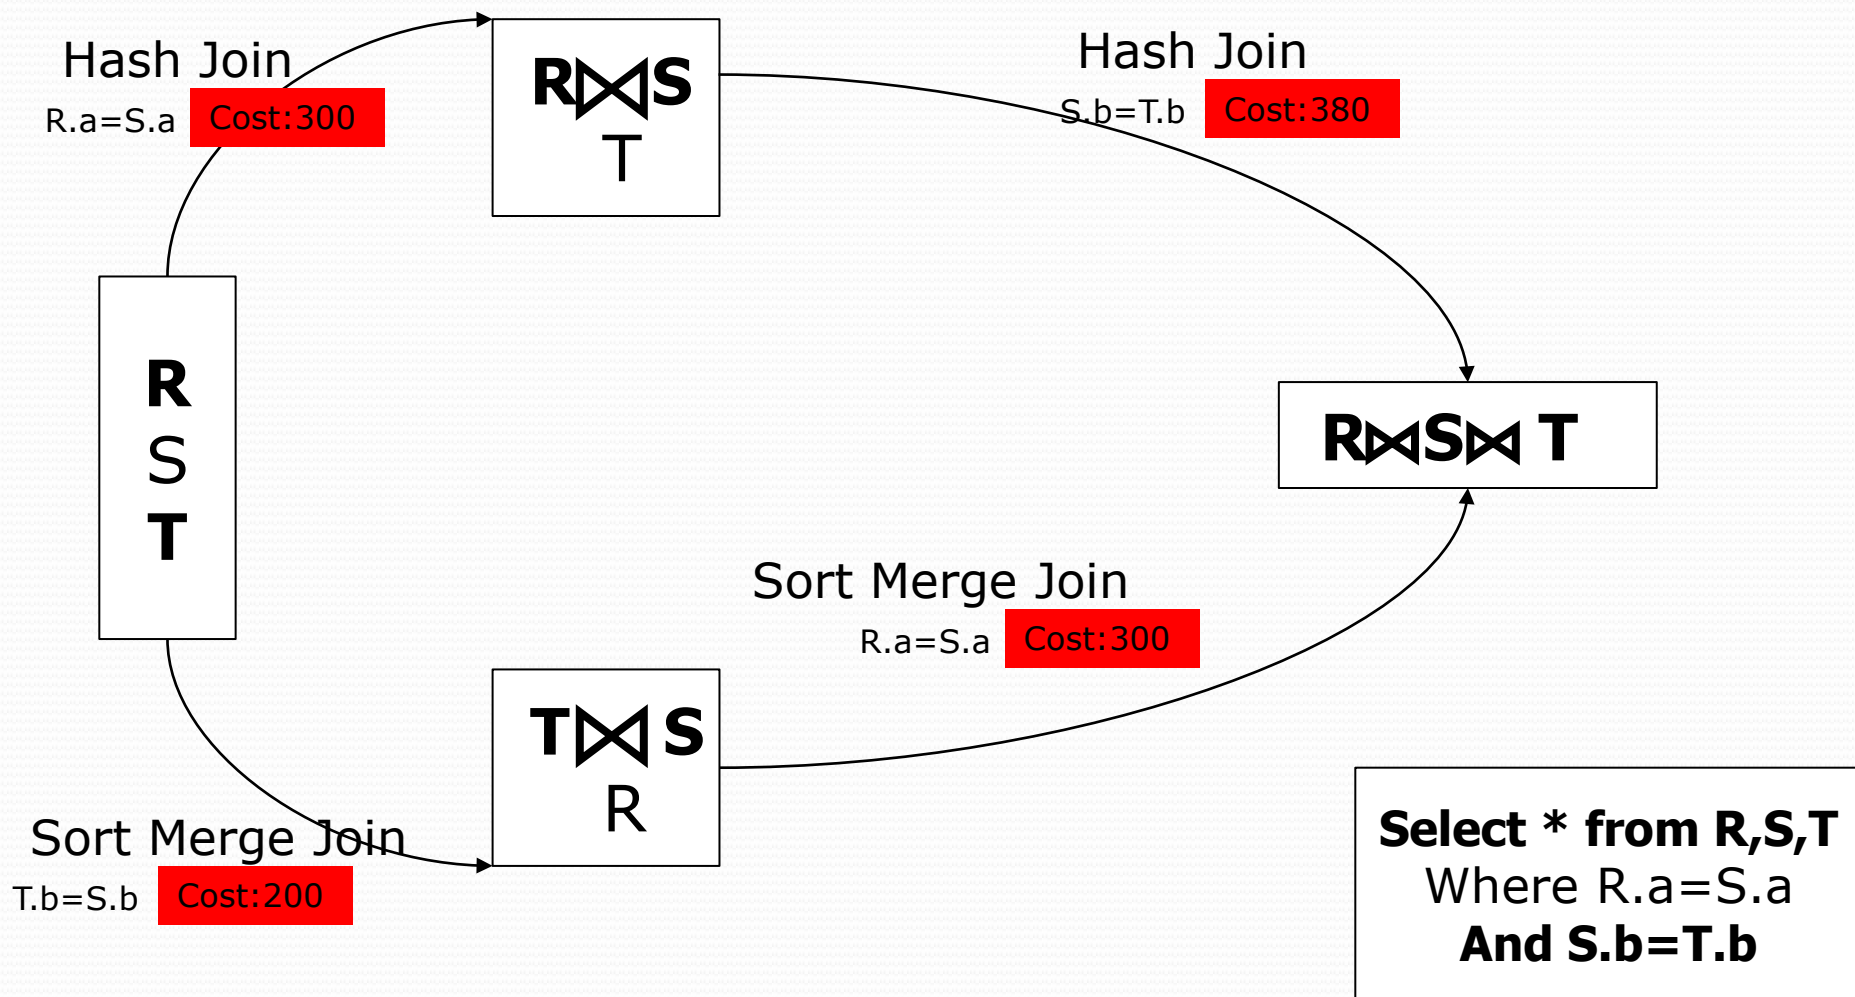 Hash Join
R.a=S.a Cost:300
R⋈S
T
Hash Join
S.b=T.b Cost:380
R
S
T
R⋈S⋈ T
Sort Merge Join
R.a=S.a Cost:300
T⋈ S
R
Sort Merge Join
T.b=S.b Cost:200
Select * from R,S,T
Where R.a=S.a
And S.b=T.b